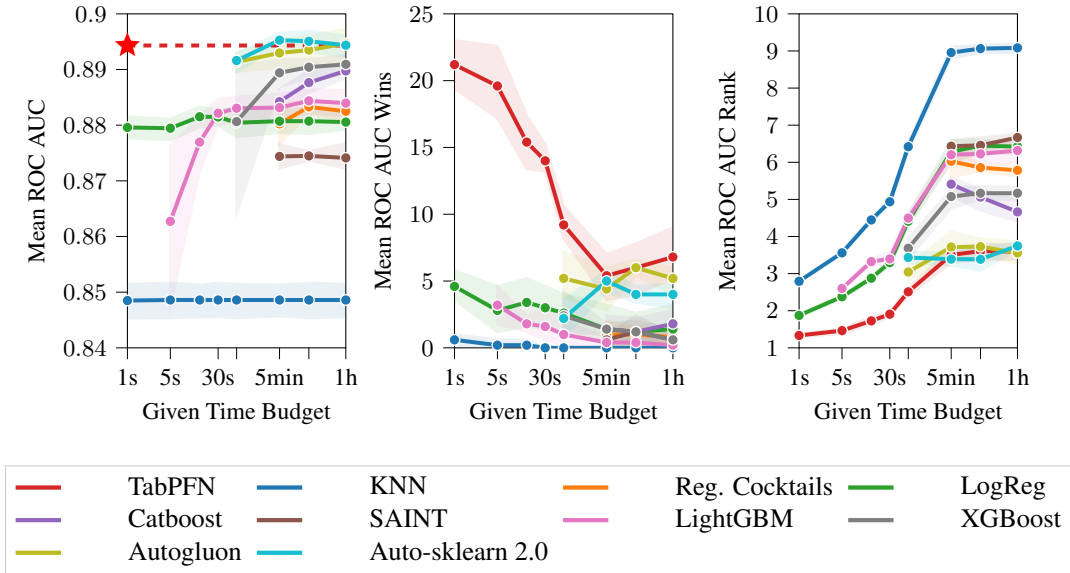 0.9
0.89
0.88
0.87
0.86
0.85
0.84
Mean ROC AUC
1s 5s 30s 5min 1h
Given Time Budget
25
20
15
10
5
0
Mean ROC AUC Wins
1s 5s 30s 5min 1h
Given Time Budget
10
9
8
7
6
5
4
3
2
1
Mean ROC AUC Rank
1s 5s 30s 5min 1h
Given Time Budget
TabPFN KNN Reg. Cocktails LogReg
Catboost SAINT LightGBM XGBoost
Autogluon Auto-sklearn 2.0